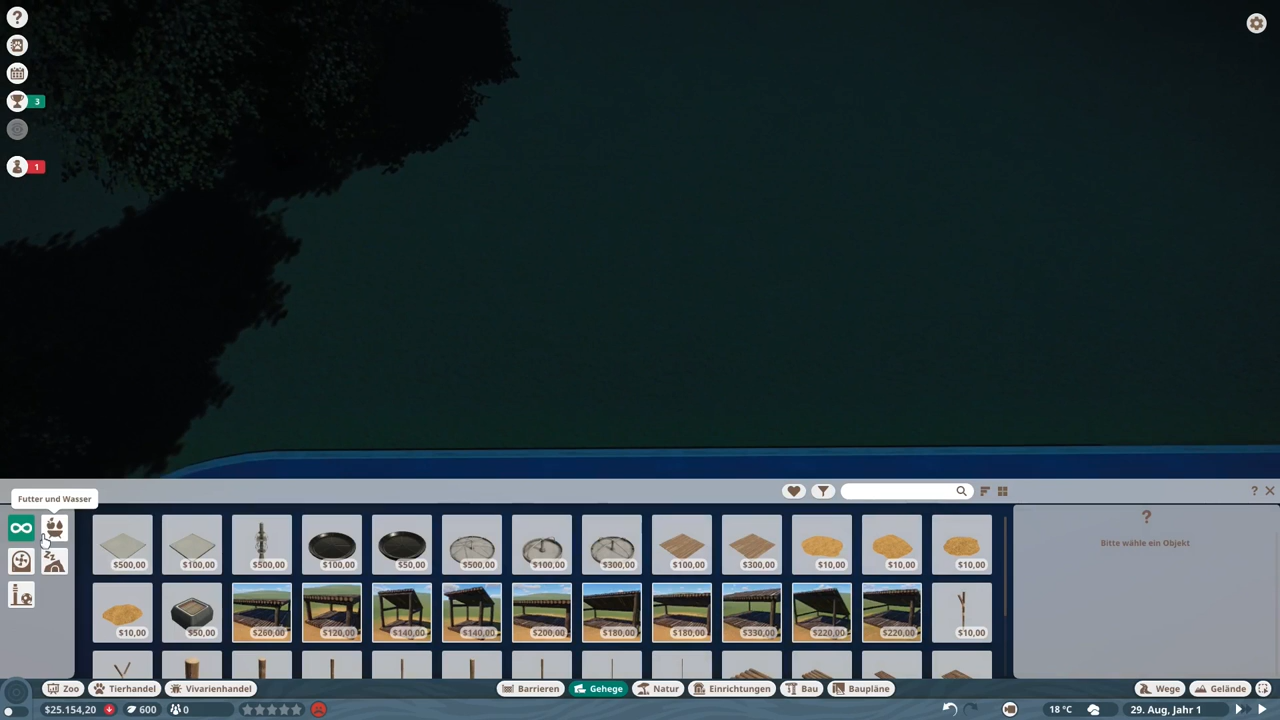 ?
3
1
Futter und Wasser
? 
$500,00 $100,00 $500,00 $100,00 $50,00 $500,00 $100,00 $300,00 $100,00 $300,00 $10,00 $10,00 $10,00
?
Bitte wähle ein Objekt
$10,00 $50,00 $260,00 $120,00 $140,00 $140,00 $200,00 $180,00 $180,00 $330,00 $220,00 $220,00 $10,00
Zoo Tierhandel Vivarienhandel Barrieren Gehege Natur Einrichtungen Bau Baupläne Wege Gelände
$25.154,20 600 0 18 °C 29. Aug, Jahr 1